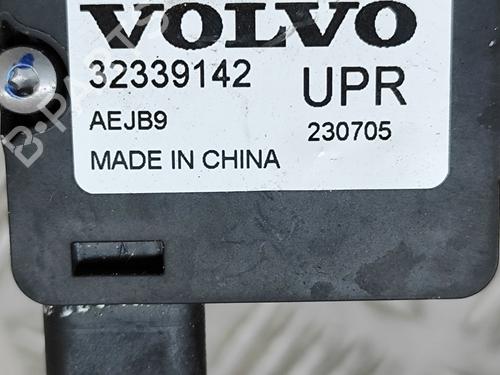 VOLVO
32339142 UPR
AEJB9 230705
MADE IN CHINA
B-PARTS